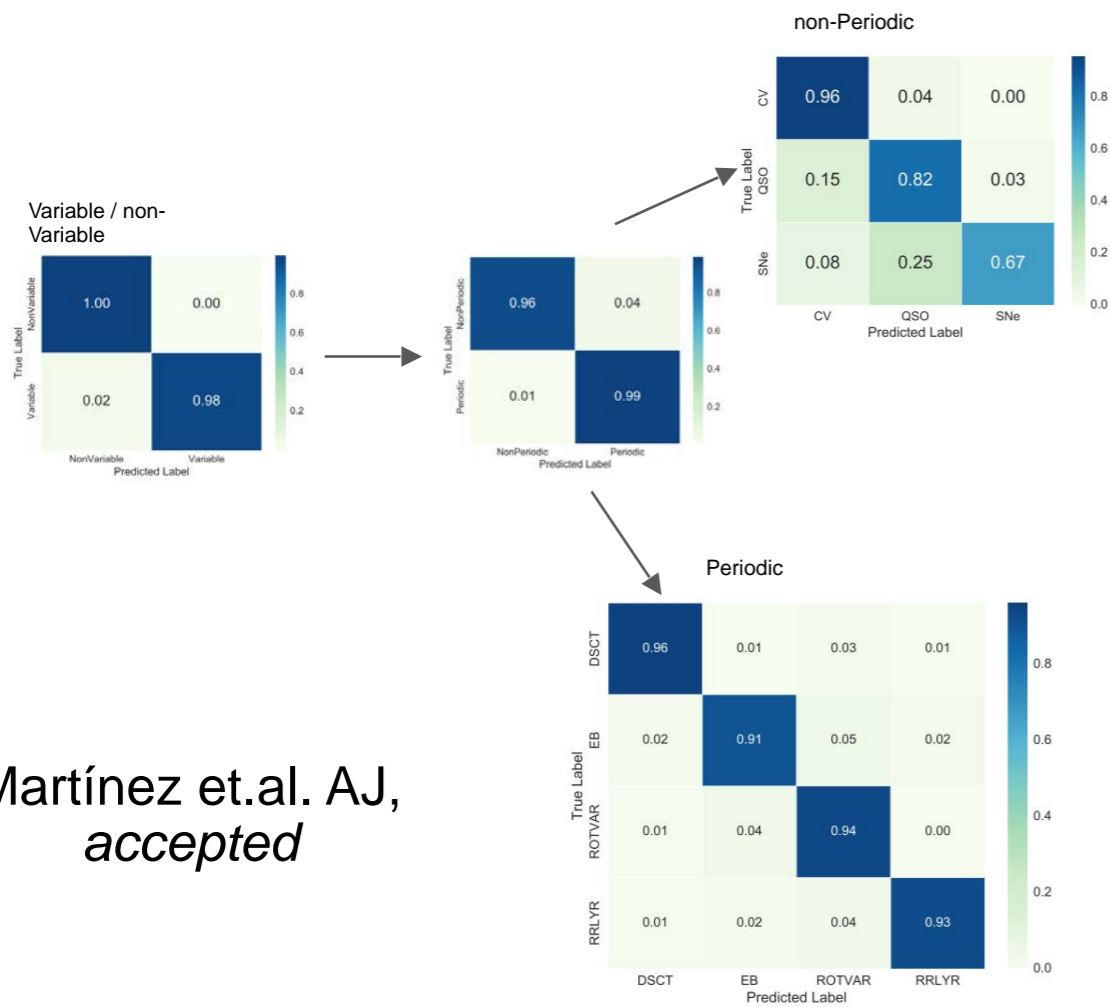 non-Periodic
CV
0.96 0.04 0.00
QSO
0.15 0.82 0.03
SNe
0.08 0.25 0.67
True Label
CV QSO SNe
Predicted Label
0.8
0.6
0.4
0.2
0.0
Variable / non-
Variable
NonVariable
1.00 0.00
Variable
0.02 0.98
True Label
NonVariable Variable
Predicted Label
0.8
0.6
0.4
0.2
NonPeriodic
0.96 0.04
Periodic
0.01 0.99
True Label
NonPeriodic Periodic
Predicted Label
0.8
0.6
0.4
0.2
Periodic
DSCT
0.96 0.01 0.03 0.01
EB
0.02 0.91 0.05 0.02
ROTVAR
0.01 0.04 0.94 0.00
RRLYR
0.01 0.02 0.04 0.93
True Label
DSCT EB ROTVAR RRLYR
Predicted Label
0.8
0.6
0.4
0.2
0.0
Martínez et.al. AJ,
accepted